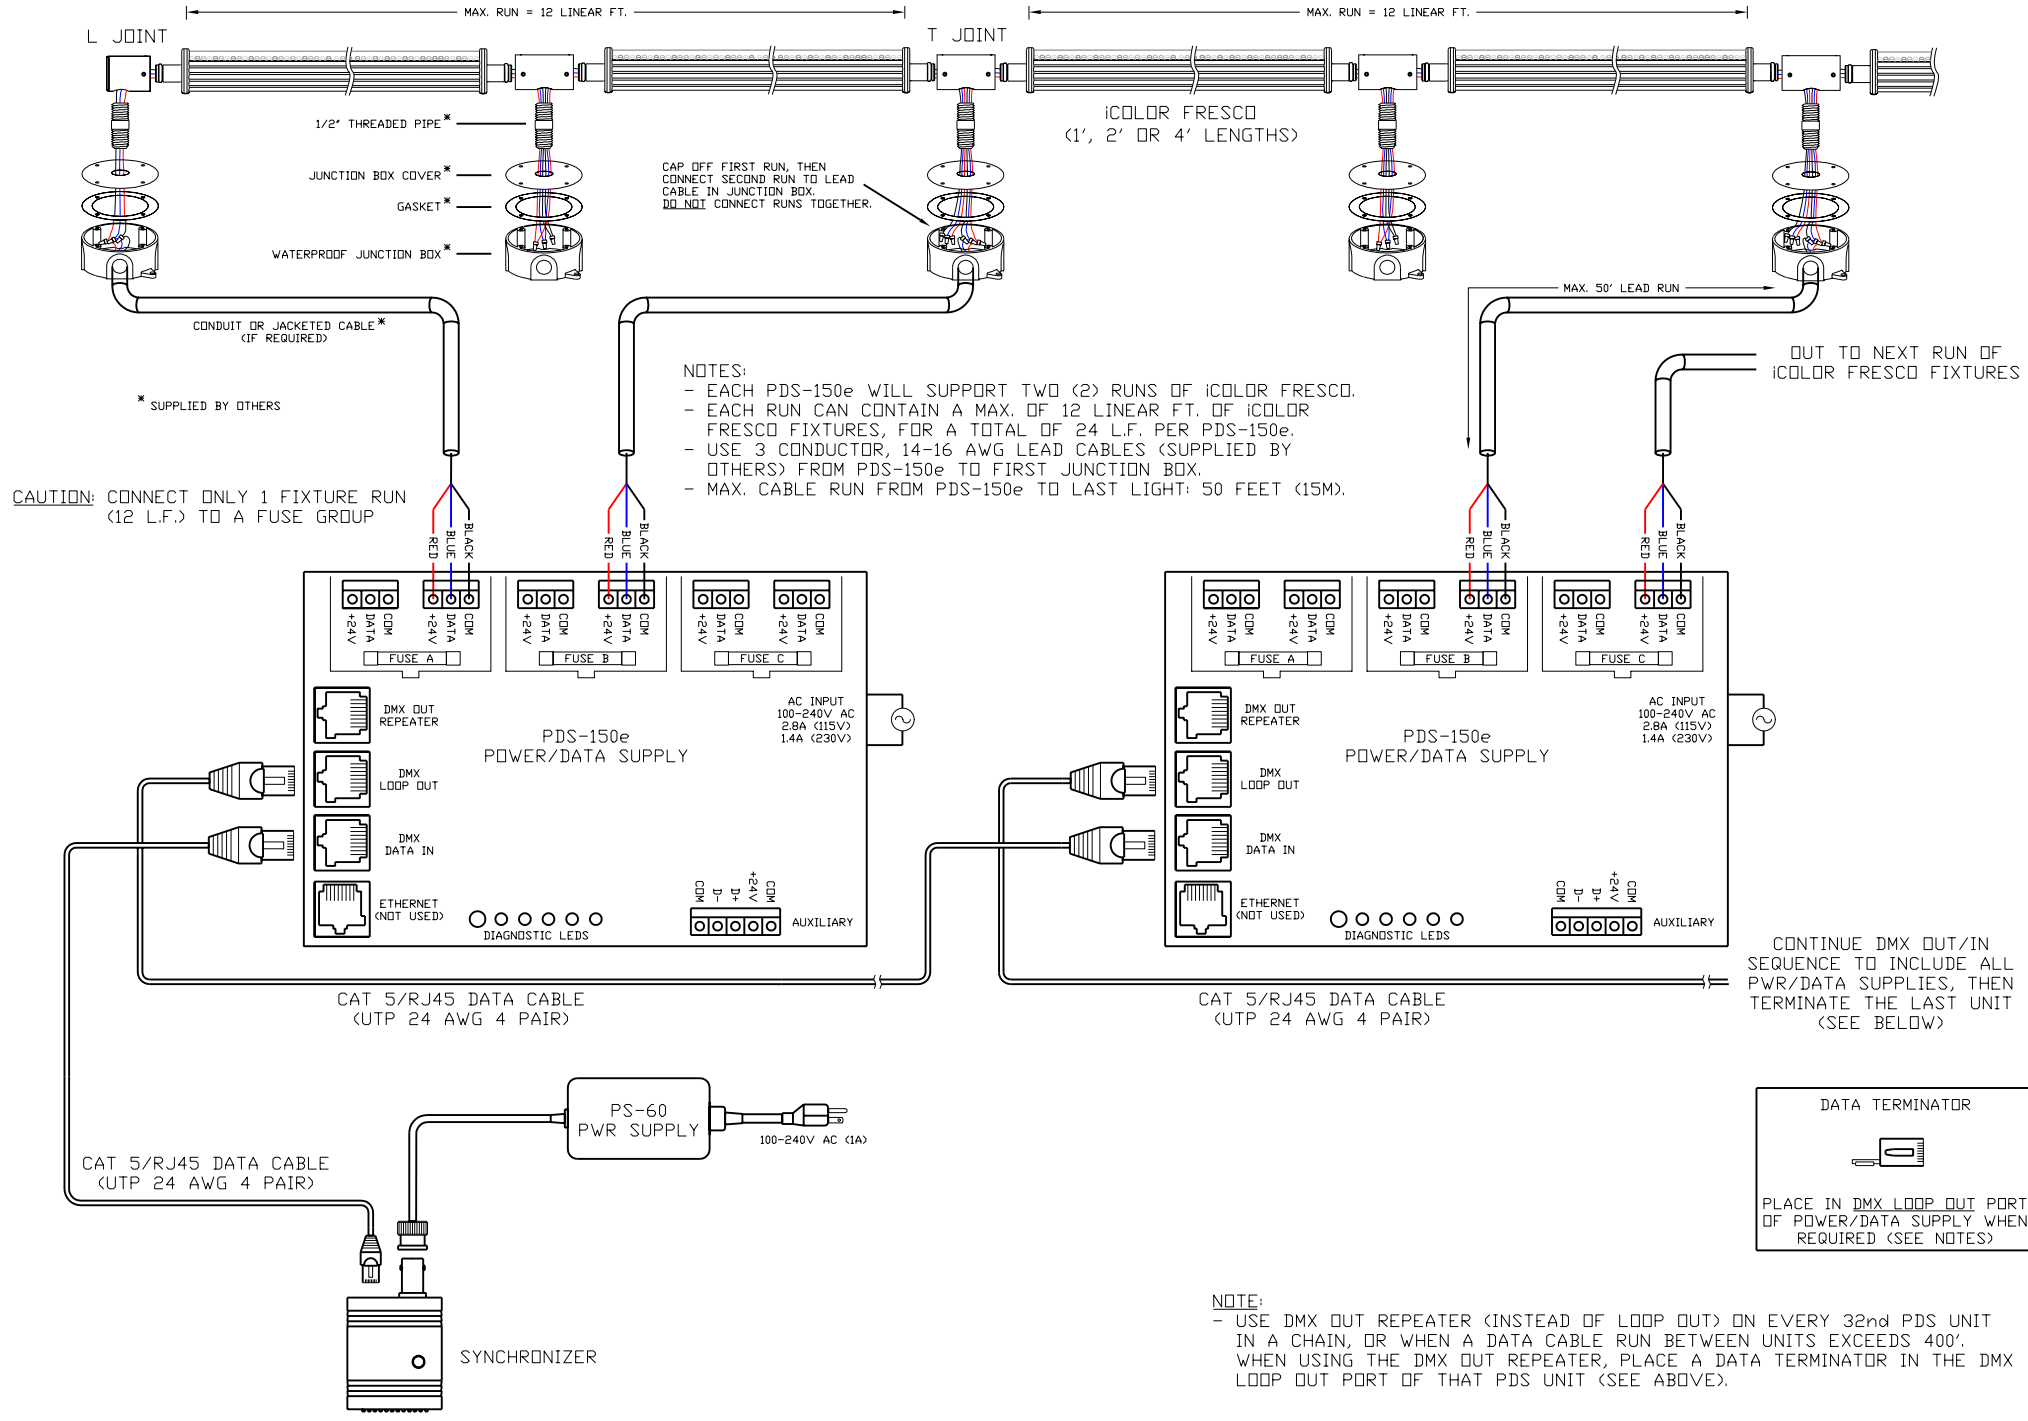 MAX. RUN = 12 LINEAR FT.
MAX. RUN = 12 LINEAR FT.
L JOINT
T JOINT
iCOLOR FRESCO
(1', 2' OR 4' LENGTHS)
1/2" THREADED PIPE*
JUNCTION BOX COVER*
GASKET*
WATERPROOF JUNCTION BOX*
CAP OFF FIRST RUN, THEN
CONNECT SECOND RUN TO LEAD
CABLE IN JUNCTION BOX.
DO NOT CONNECT RUNS TOGETHER.
CONDUIT OR JACKETED CABLE*
(IF REQUIRED)
* SUPPLIED BY OTHERS
MAX. 50' LEAD RUN
OUT TO NEXT RUN OF
iCOLOR FRESCO FIXTURES
NOTES:
- EACH PDS-150e WILL SUPPORT TWO (2) RUNS OF iCOLOR FRESCO.
- EACH RUN CAN CONTAIN A MAX. OF 12 LINEAR FT. OF iCOLOR
FRESCO FIXTURES, FOR A TOTAL OF 24 L.F. PER PDS-150e.
- USE 3 CONDUCTOR, 14-16 AWG LEAD CABLES (SUPPLIED BY
OTHERS) FROM PDS-150e TO FIRST JUNCTION BOX.
- MAX. CABLE RUN FROM PDS-150e TO LAST LIGHT: 50 FEET (15M).
CAUTION: CONNECT ONLY 1 FIXTURE RUN
(12 L.F.) TO A FUSE GROUP
RED
BLUE
BLACK
RED
BLUE
BLACK
RED
BLUE
BLACK
RED
BLUE
BLACK
+24V
DATA
COM
+24V
DATA
COM
FUSE A
+24V
DATA
COM
+24V
DATA
COM
FUSE B
+24V
DATA
COM
+24V
DATA
COM
FUSE C
DMX OUT
REPEATER
DMX
LOOP OUT
DMX
DATA IN
ETHERNET
(NOT USED)
PDS-150e
POWER/DATA SUPPLY
AC INPUT
100-240V AC
2.8A (115V)
1.4A (230V)
DIAGNOSTIC LEDS
COM
D-
D+
+24V
COM
AUXILIARY
+24V
DATA
COM
+24V
DATA
COM
FUSE A
+24V
DATA
COM
+24V
DATA
COM
FUSE B
+24V
DATA
COM
+24V
DATA
COM
FUSE C
DMX OUT
REPEATER
DMX
LOOP OUT
DMX
DATA IN
ETHERNET
(NOT USED)
PDS-150e
POWER/DATA SUPPLY
AC INPUT
100-240V AC
2.8A (115V)
1.4A (230V)
DIAGNOSTIC LEDS
COM
D-
D+
+24V
COM
AUXILIARY
CAT 5/RJ45 DATA CABLE
(UTP 24 AWG 4 PAIR)
CAT 5/RJ45 DATA CABLE
(UTP 24 AWG 4 PAIR)
CONTINUE DMX OUT/IN
SEQUENCE TO INCLUDE ALL
PWR/DATA SUPPLIES, THEN
TERMINATE THE LAST UNIT
(SEE BELOW)
PS-60
PWR SUPPLY
100-240V AC (1A)
CAT 5/RJ45 DATA CABLE
(UTP 24 AWG 4 PAIR)
SYNCHRONIZER
DATA TERMINATOR
PLACE IN DMX LOOP OUT PORT
OF POWER/DATA SUPPLY WHEN
REQUIRED (SEE NOTES)
NOTE:
- USE DMX OUT REPEATER (INSTEAD OF LOOP OUT) ON EVERY 32nd PDS UNIT
IN A CHAIN, OR WHEN A DATA CABLE RUN BETWEEN UNITS EXCEEDS 400'.
WHEN USING THE DMX OUT REPEATER, PLACE A DATA TERMINATOR IN THE DMX
LOOP OUT PORT OF THAT PDS UNIT (SEE ABOVE).